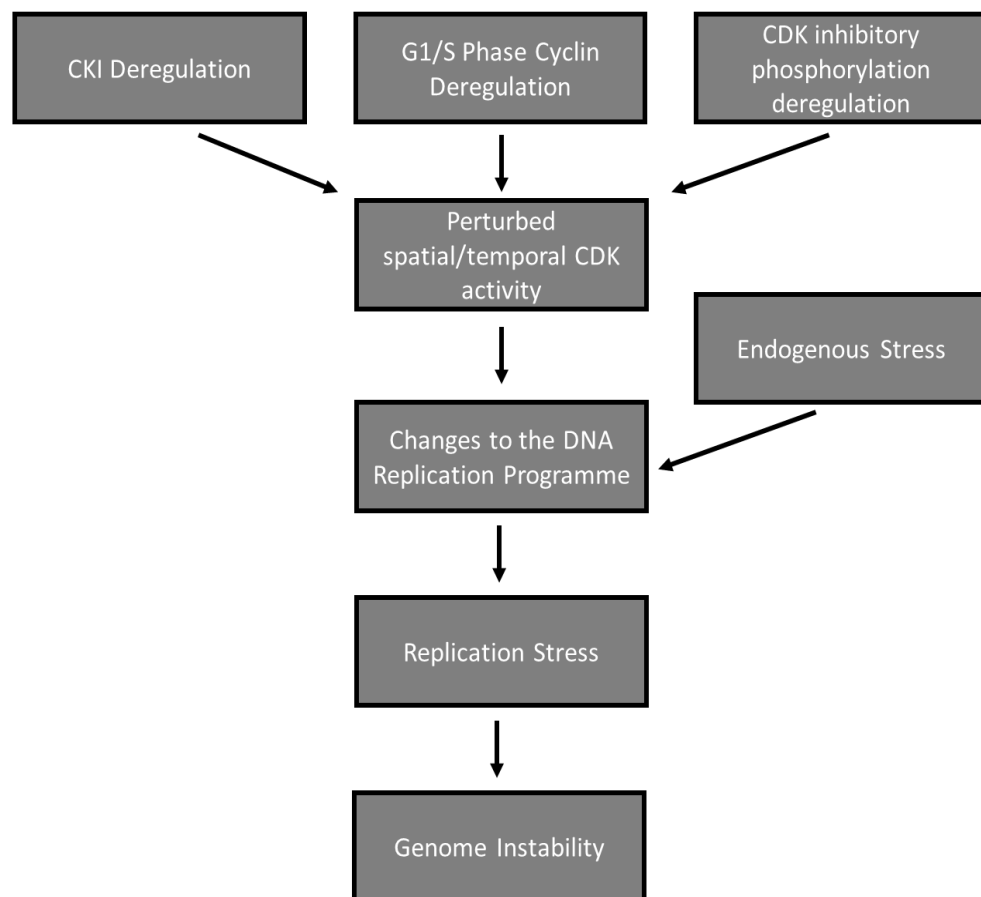 CKI Deregulation
G1/S Phase Cyclin
Deregulation
CDK inhibitory
phosphorylation
deregulation
Perturbed
spatial/temporal CDK
activity
Endogenous Stress
Changes to the DNA
Replication Programme
Replication Stress
Genome Instability